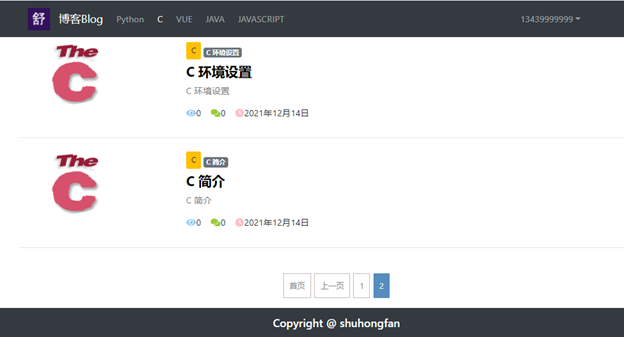 舒 博客Blog Python C VUE JAVA JAVASCRIPT 13439999999
The C
C C 环境设置
C 环境设置
C 环境设置
0 0 2021年12月14日
The C
C C 简介
C 简介
C 简介
0 0 2021年12月14日
首页 上一页 1 2
Copyright @ shuhongfan